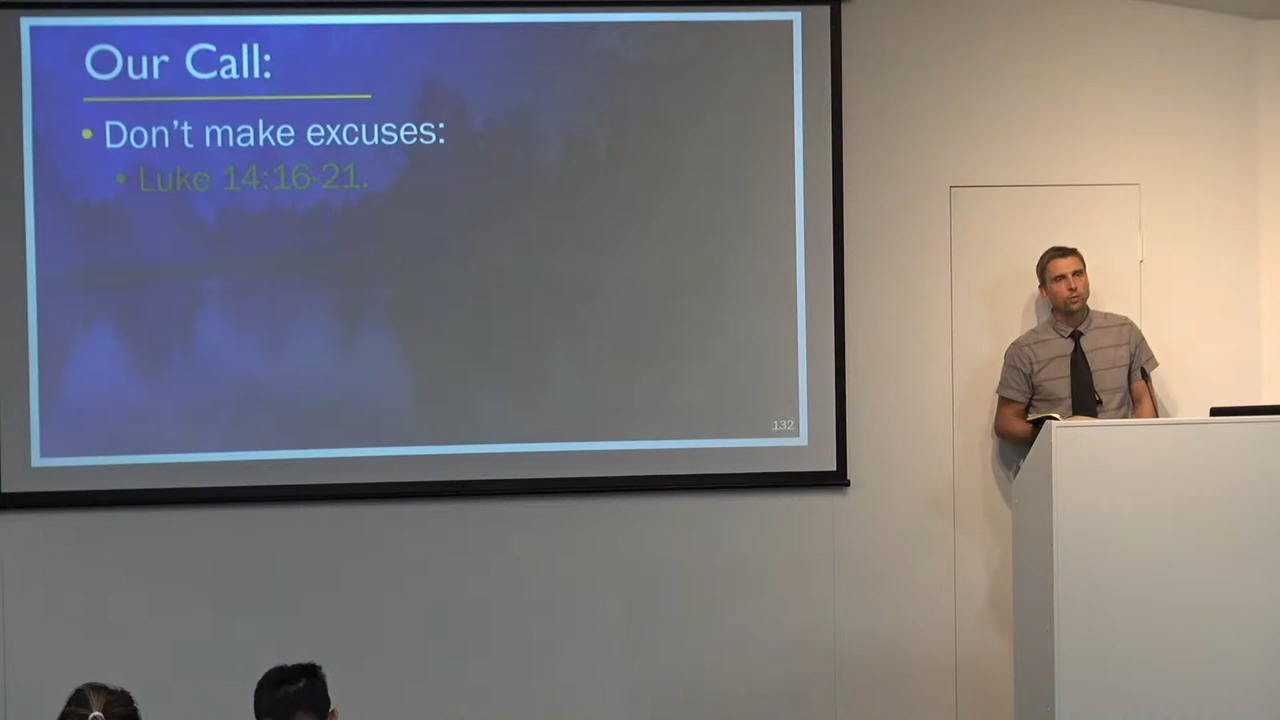 Our Call:
• Don't make excuses:
• Luke 14:16-21.
132